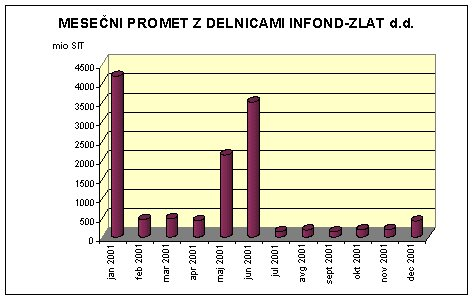 MESEČNI PROMET Z DELNICAMI INFOND-ZLAT d.d.
mio SIT
4500
4000
3500
3000
2500
2000
1500
1000
500
0
jan 2001
feb 2001
mar 2001
apr 2001
maj 2001
jun 2001
jul 2001
avg 2001
sept 2001
okt 2001
nov 2001
dec 2001